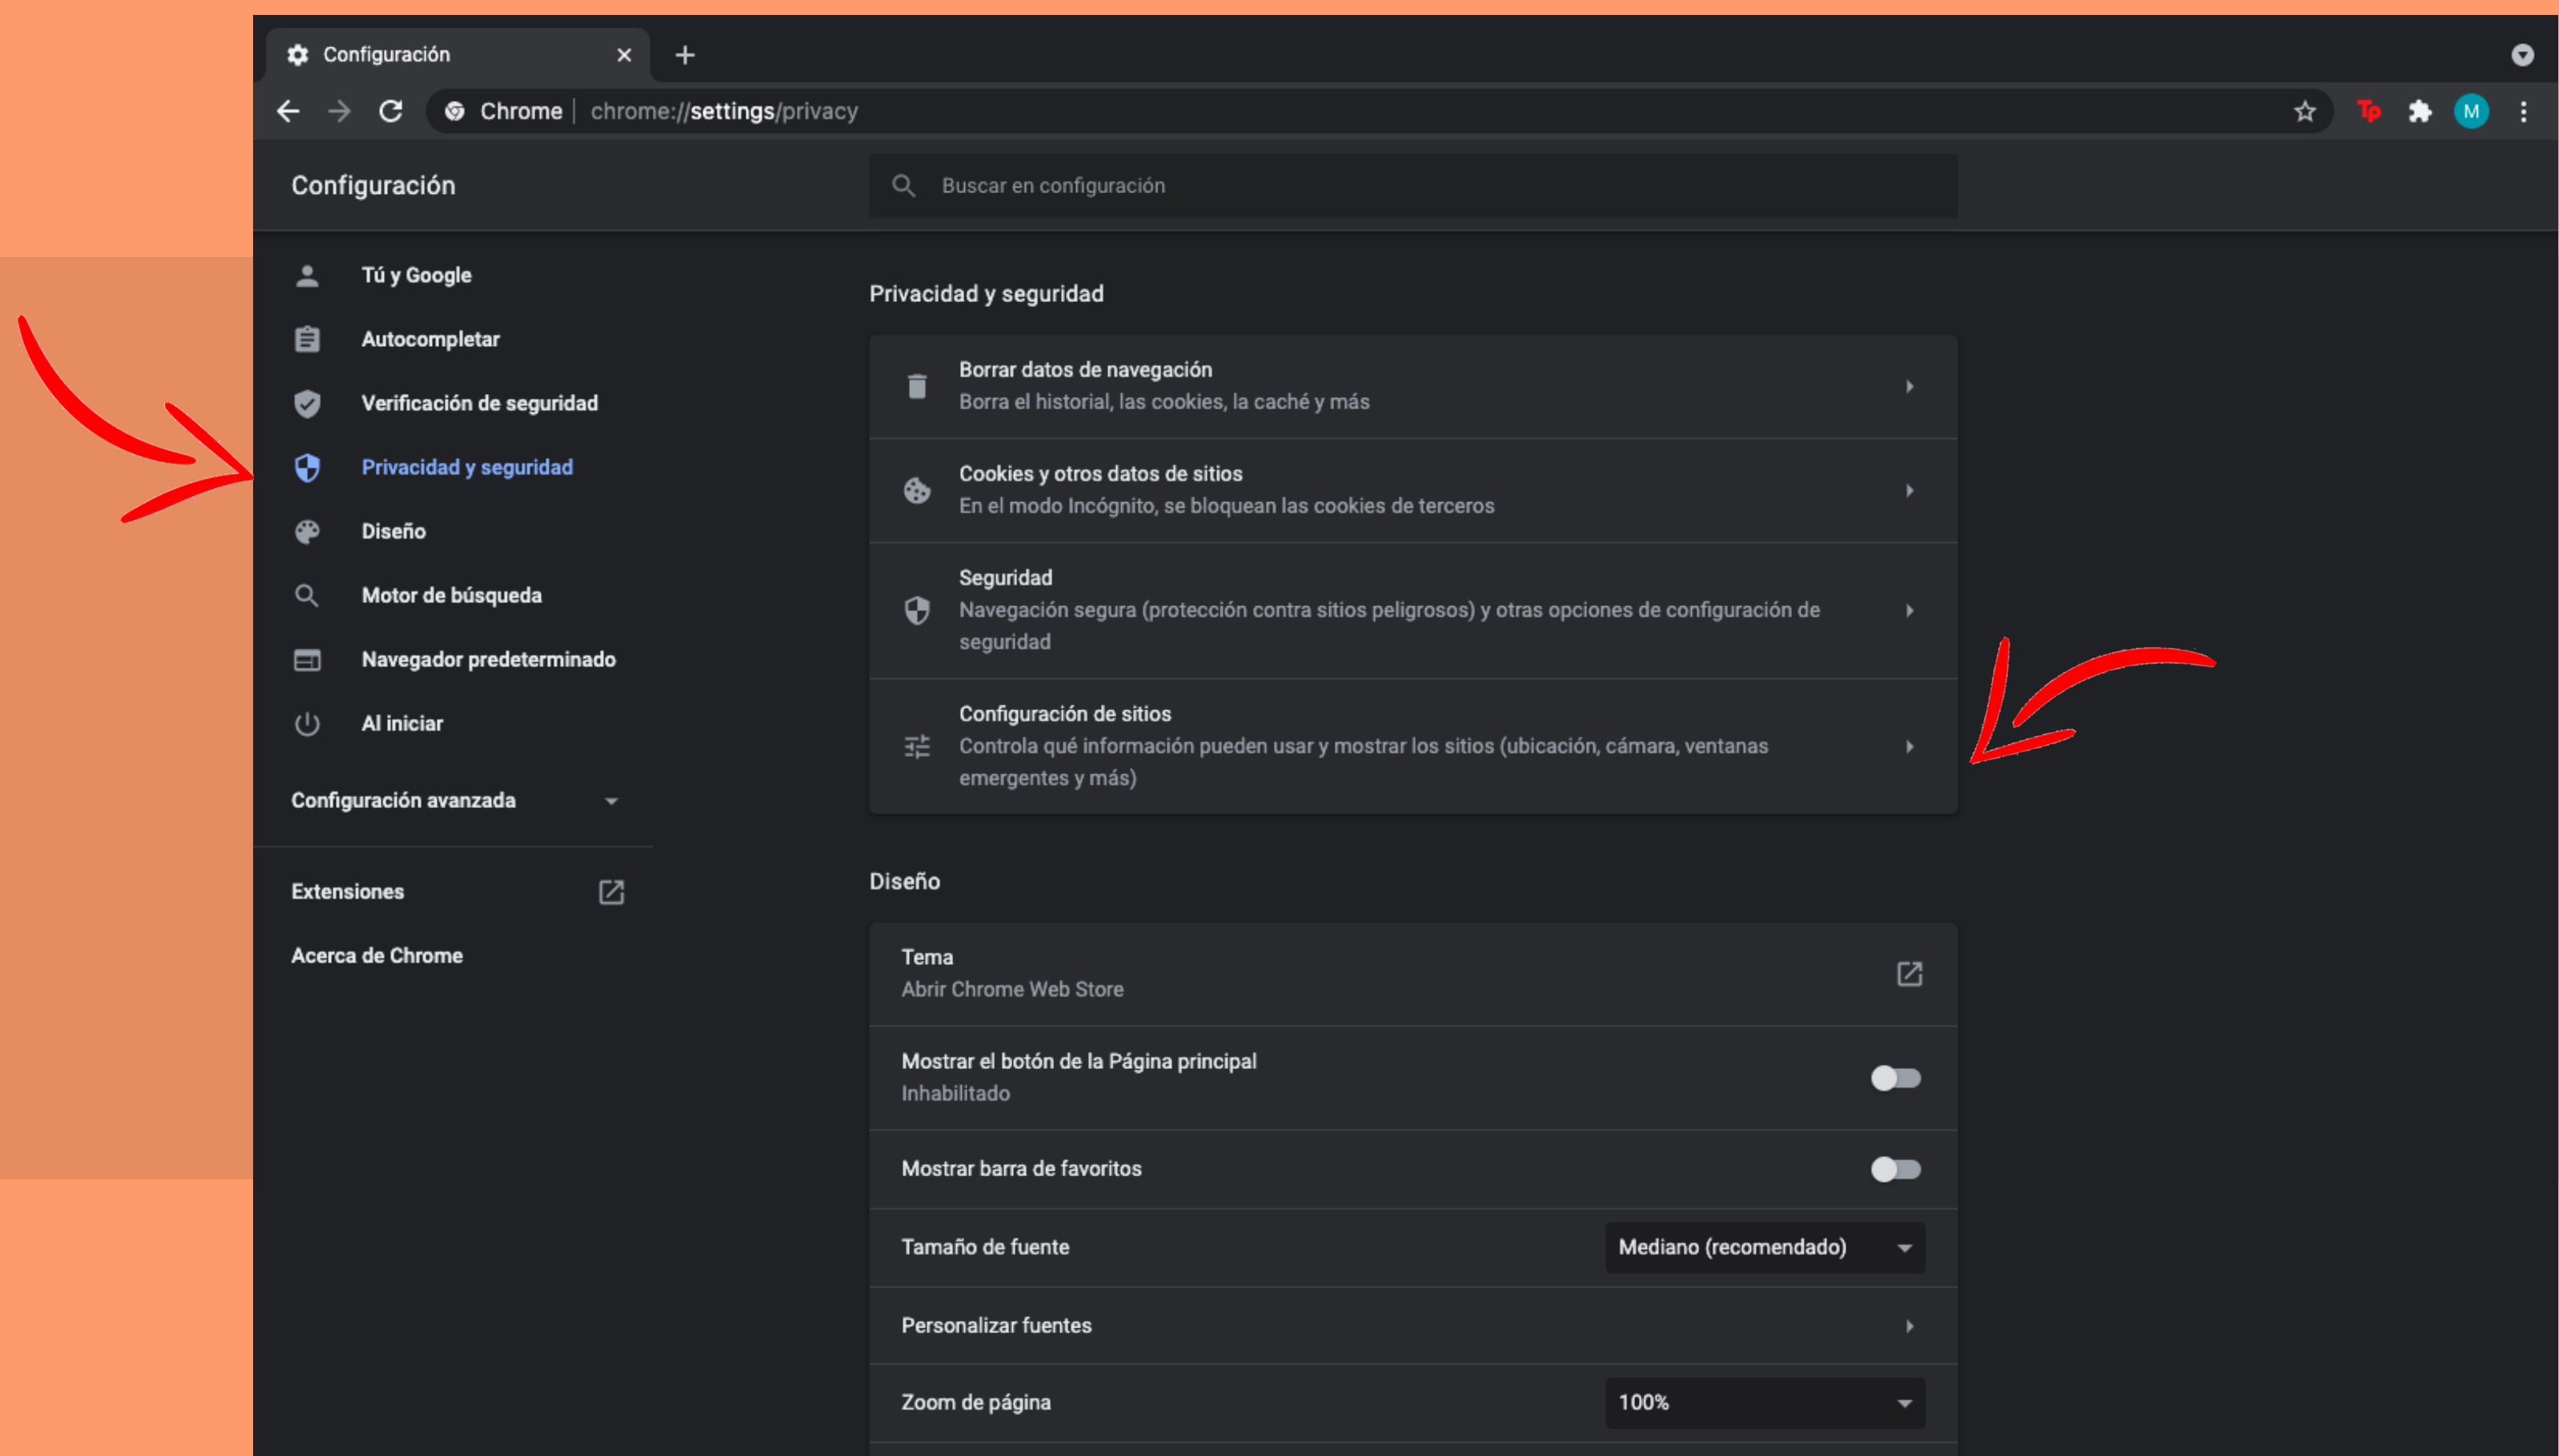 Configuración
Chrome | chrome://settings/privacy
Tp
M
Configuración
Buscar en configuración
Tú y Google
Autocompletar
Verificación de seguridad
Privacidad y seguridad
Diseño
Motor de búsqueda
Navegador predeterminado
Al iniciar
Configuración avanzada
Extensiones
Acerca de Chrome
Privacidad y seguridad
Borrar datos de navegación
Borra el historial, las cookies, la caché y más
Cookies y otros datos de sitios
En el modo Incógnito, se bloquean las cookies de terceros
Seguridad
Navegación segura (protección contra sitios peligrosos) y otras opciones de configuración de
seguridad
Configuración de sitios
Controla qué información pueden usar y mostrar los sitios (ubicación, cámara, ventanas
emergentes y más)
Diseño
Tema
Abrir Chrome Web Store
Mostrar el botón de la Página principal
Inhabilitado
Mostrar barra de favoritos
Tamaño de fuente
Mediano (recomendado)
Personalizar fuentes
Zoom de página
100%